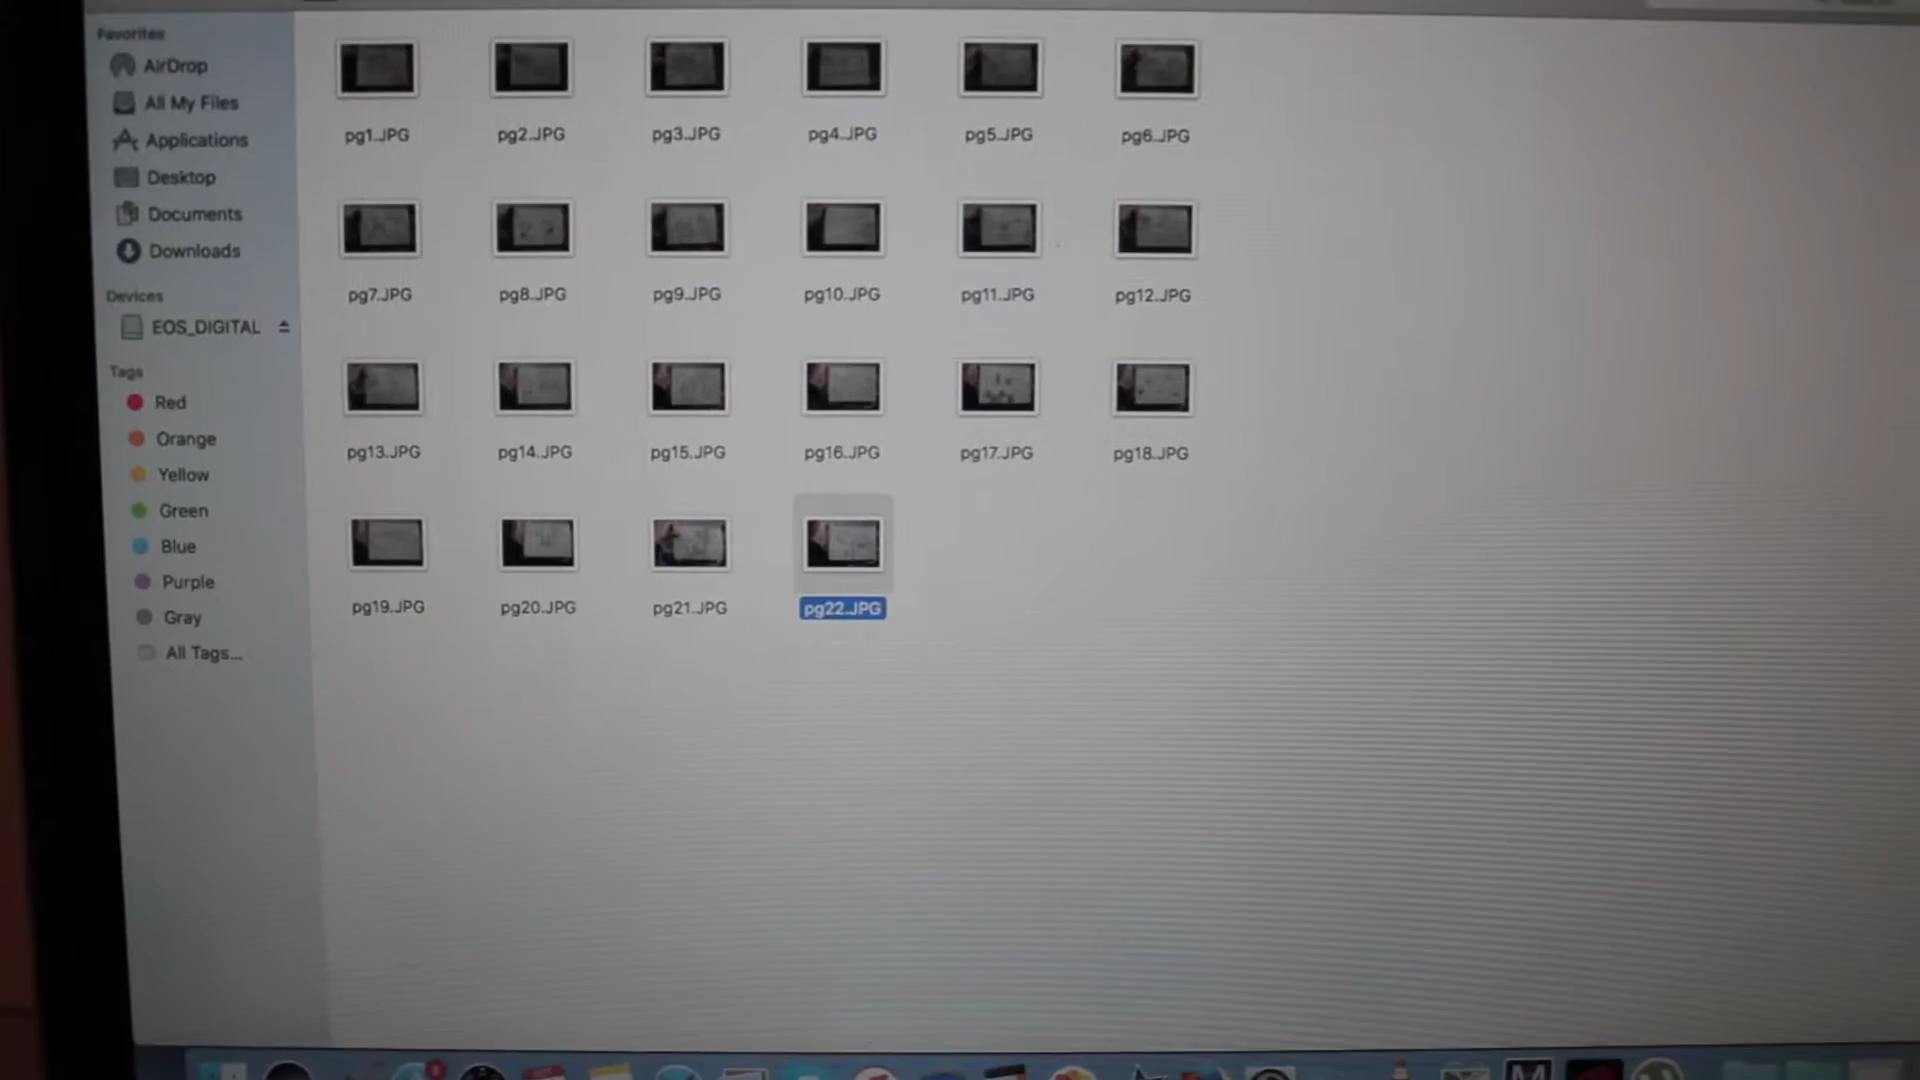 Favorites
AirDrop
All My Files
Applications
Desktop
Documents
Downloads
Devices
EOS_DIGITAL
Tags
Red
Orange
Yellow
Green
Blue
Purple
Gray
All Tags...
pg1.JPG pg2.JPG pg3.JPG pg4.JPG pg5.JPG pg6.JPG
pg7.JPG pg8.JPG pg9.JPG pg10.JPG pg11.JPG pg12.JPG
pg13.JPG pg14.JPG pg15.JPG pg16.JPG pg17.JPG pg18.JPG
pg19.JPG pg20.JPG pg21.JPG pg22.JPG